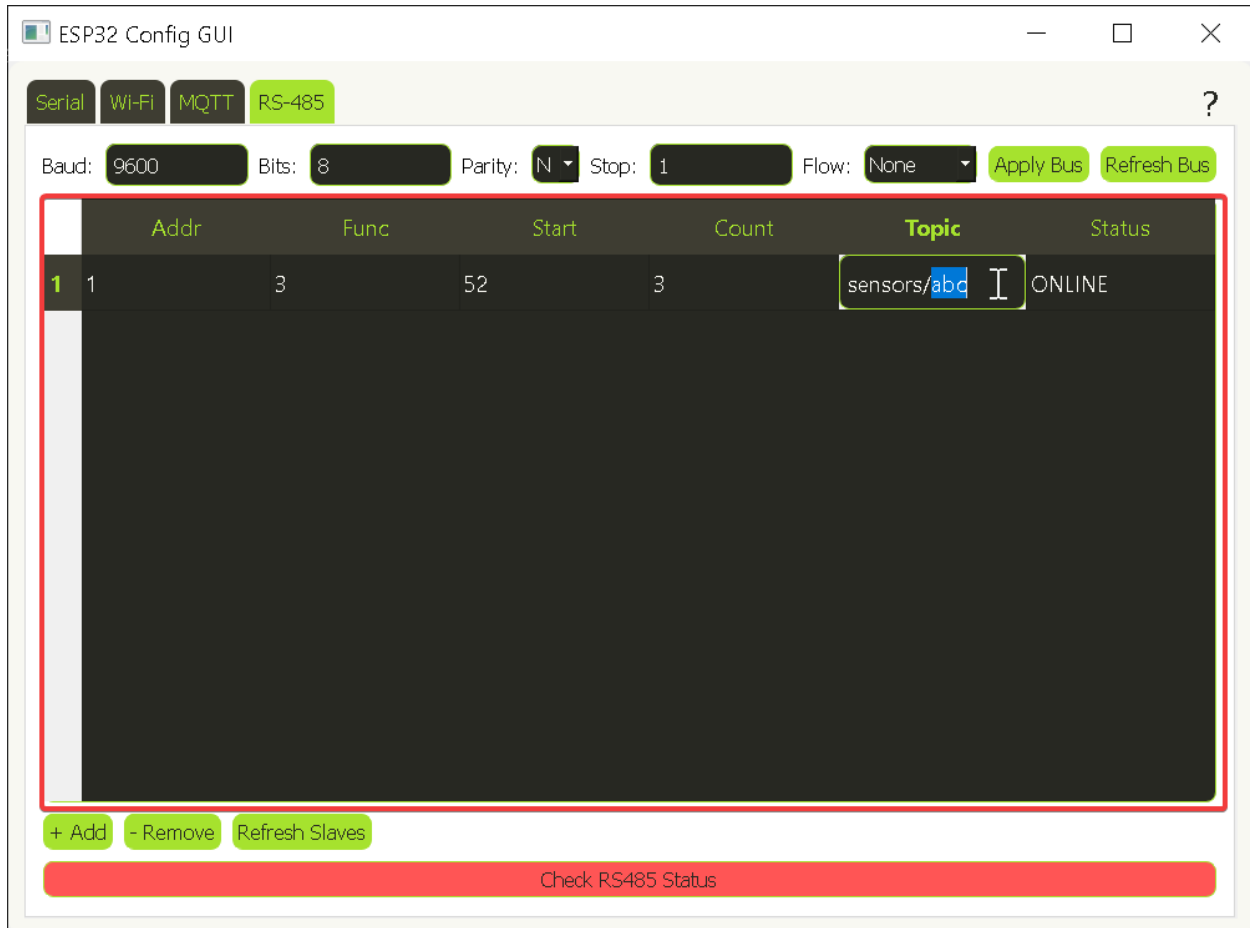 ESP32 Config GUI
Serial Wi-Fi MQTT RS-485 ?
Baud: 9600 Bits: 8 Parity: N Stop: 1 Flow: None Apply Bus Refresh Bus
Addr Func Start Count Topic Status
1 1 3 52 3 sensors/abc ONLINE
+ Add - Remove Refresh Slaves
Check RS485 Status